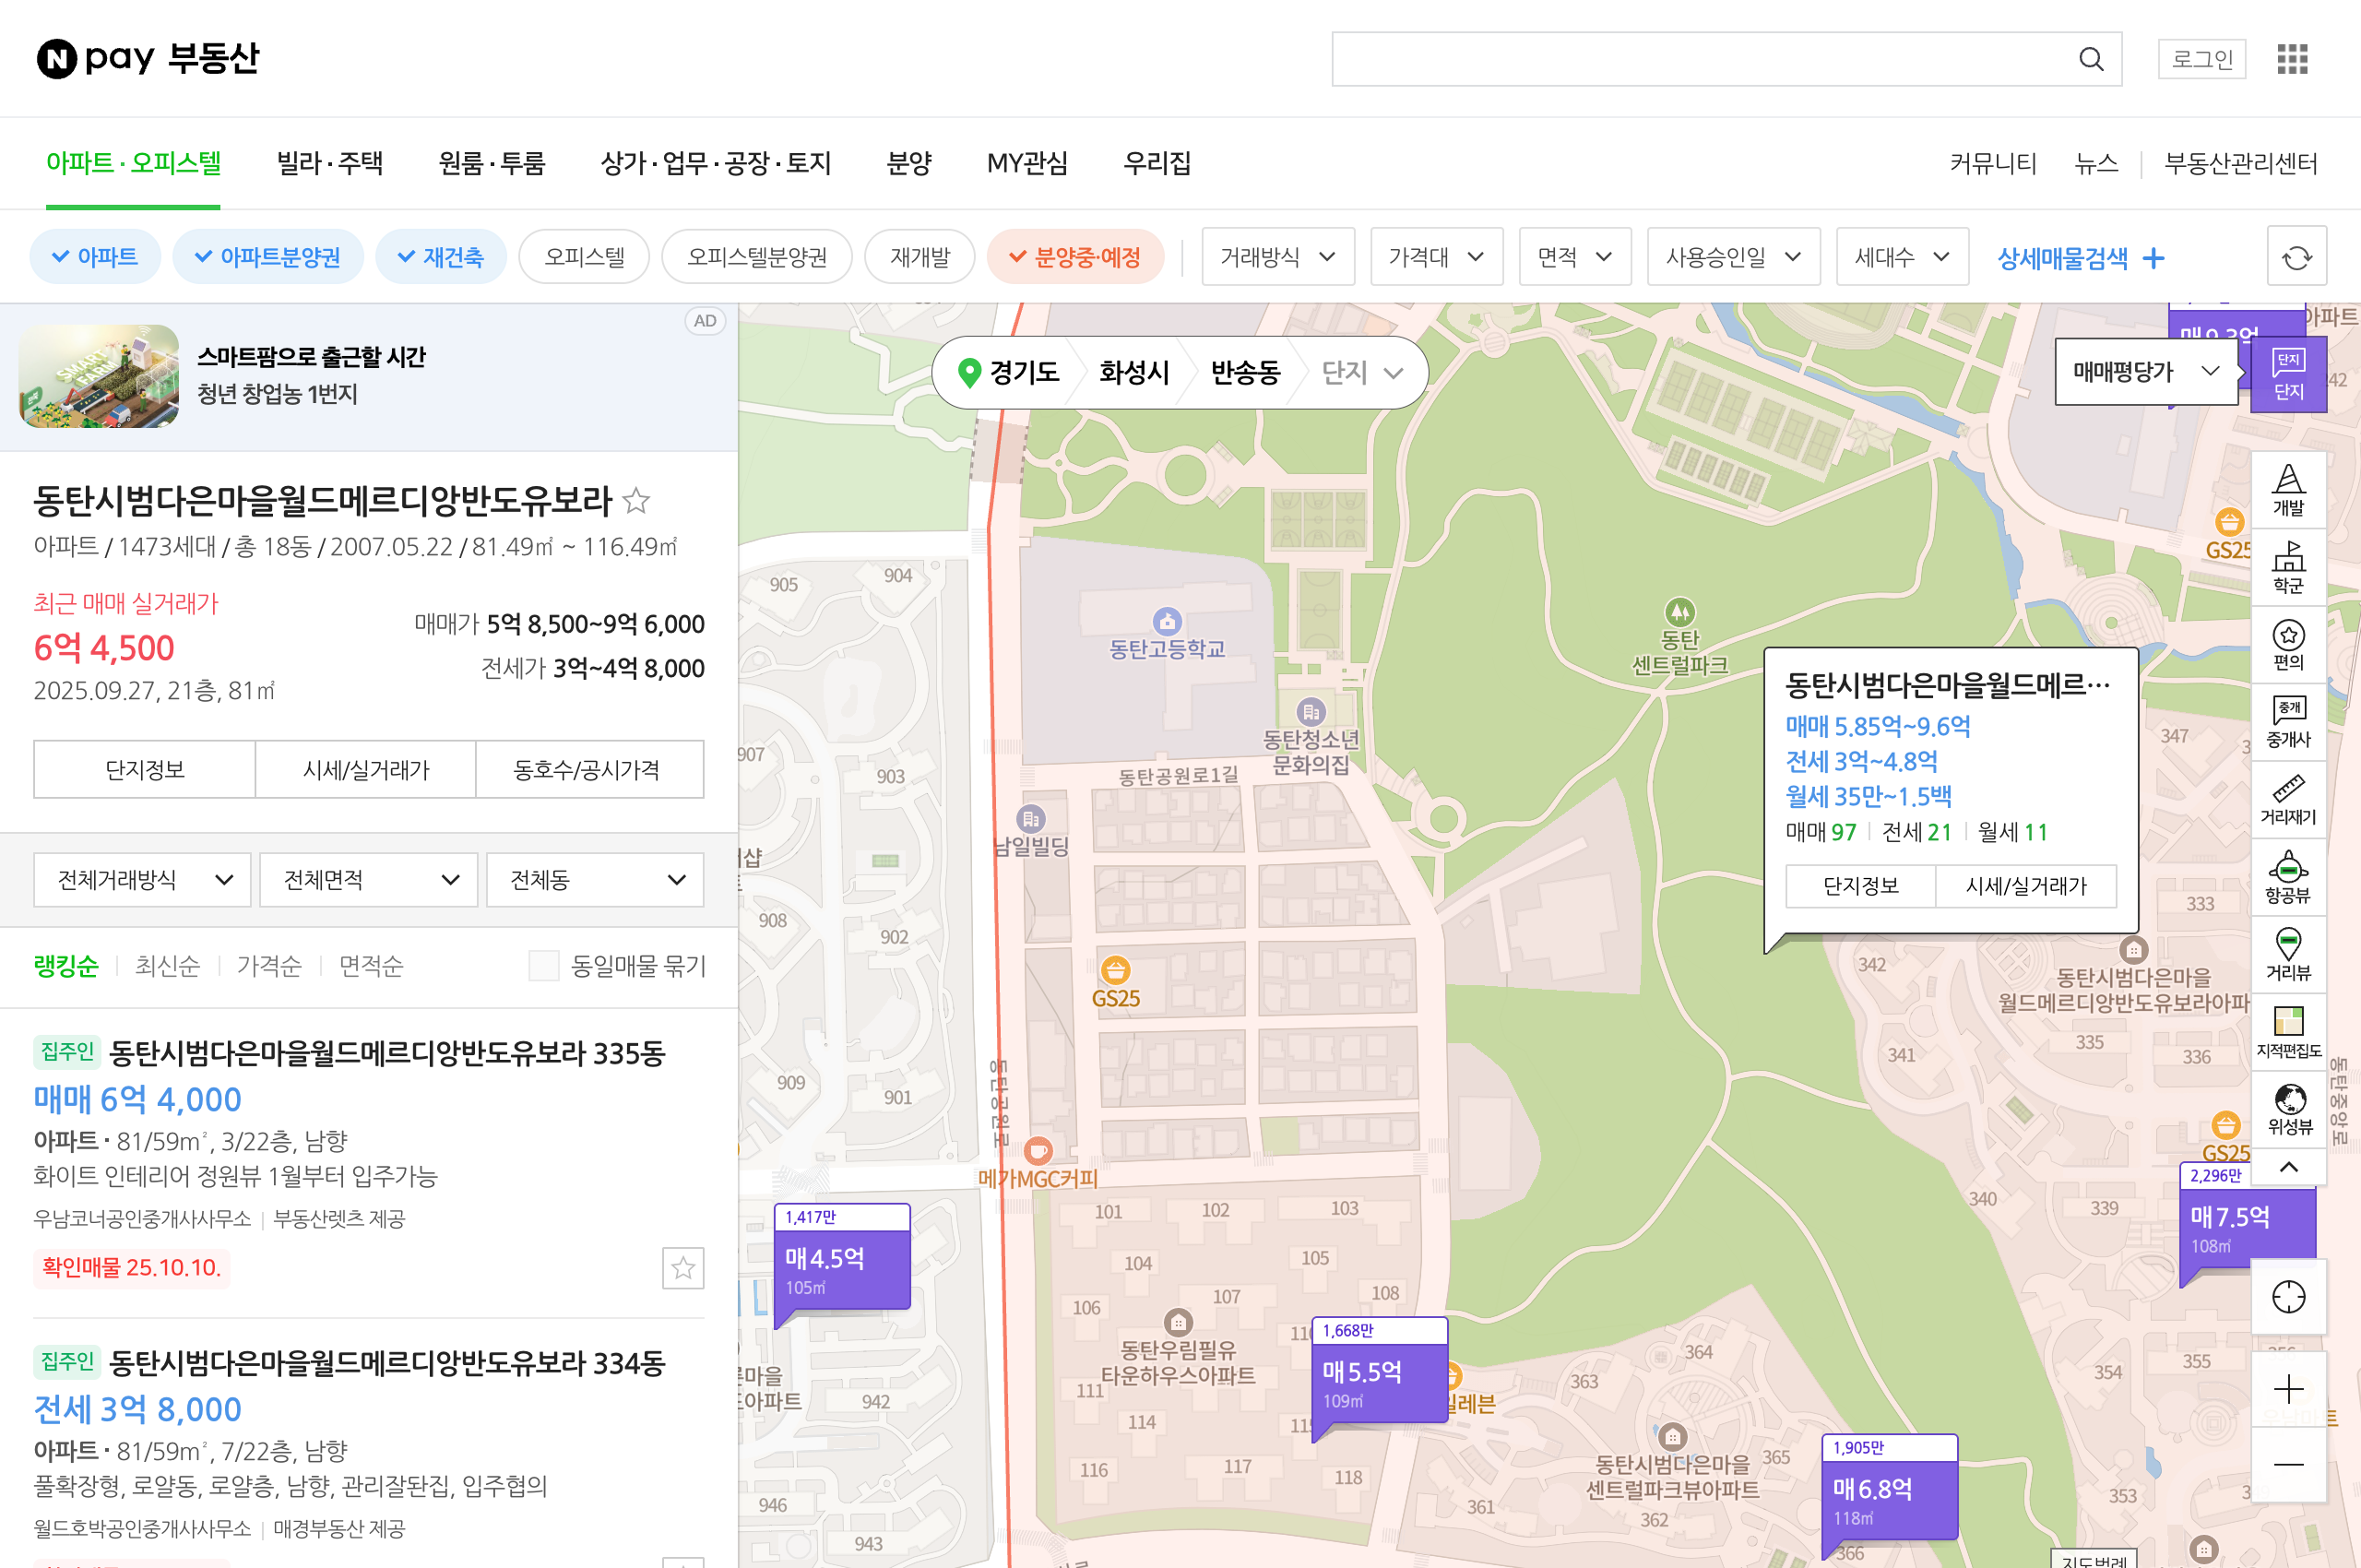 N pay 부동산
로그인
아파트 · 오피스텔
빌라 · 주택
원룸 · 투룸
상가 · 업무 · 공장 · 토지
분양
MY관심
우리집
커뮤니티
뉴스
부동산관리센터
아파트
아파트분양권
재건축
오피스텔
오피스텔분양권
재개발
분양중·예정
거래방식
가격대
면적
사용승인일
세대수
상세매물검색
AD
SMART FARM
스마트팜으로 출근할 시간
청년 창업농 1번지
동탄시범다은마을월드메르디앙반도유보라
아파트 / 1473세대 / 총 18동 / 2007.05.22 / 81.49㎡ ~ 116.49㎡
최근 매매 실거래가
6억 4,500
2025.09.27, 21층, 81㎡
매매가 5억 8,500~9억 6,000
전세가 3억~4억 8,000
단지정보
시세/실거래가
동호수/공시가격
전체거래방식
전체면적
전체동
랭킹순
최신순
가격순
면적순
동일매물 묶기
집주인 동탄시범다은마을월드메르디앙반도유보라 335동
매매 6억 4,000
아파트 · 81/59m², 3/22층, 남향
화이트 인테리어 정원뷰 1월부터 입주가능
우남코너공인중개사사무소 | 부동산렛츠 제공
확인매물 25.10.10.
집주인 동탄시범다은마을월드메르디앙반도유보라 334동
전세 3억 8,000
아파트 · 81/59m², 7/22층, 남향
풀확장형, 로얄동, 로얄층, 남향, 관리잘돈집, 입주협의
월드호박공인중개사사무소 | 매경부동산 제공
경기도
화성시
반송동
단지
매매평당가
단지
단지
개발
학군
편의
중개
중개사
거리재기
항공뷰
거리뷰
지적편집도
위성뷰
905
904
907
903
908
902
909
901
942
946
943
동탄고등학교
동탄청소년
문화의집
동탄공원로1길
남일빌딩
GS25
동탄공원로
메가MGC커피
동탄
센트럴파크
GS25
동탄시범다은마을월드메르…
매매 5.85억~9.6억
전세 3억~4.8억
월세 35만~1.5백
매매 97 | 전세 21 | 월세 11
단지정보
시세/실거래가
347
333
342
동탄시범다은마을
월드메르디앙반도유보라아파
341
335
336
340
339
GS25
동탄중앙로
2,296만
매 7.5억
108㎡
1,417만
매 4.5억
105㎡
101
102
103
104
105
106
107
108
동탄우림필유
타운하우스아파트
111
114
116
117
118
1,668만
매 5.5억
109㎡
364
363
365
동탄시범다은마을
센트럴파크뷰아파트
361
362
1,905만
매 6.8억
118㎡
366
354
355
353
지도범례